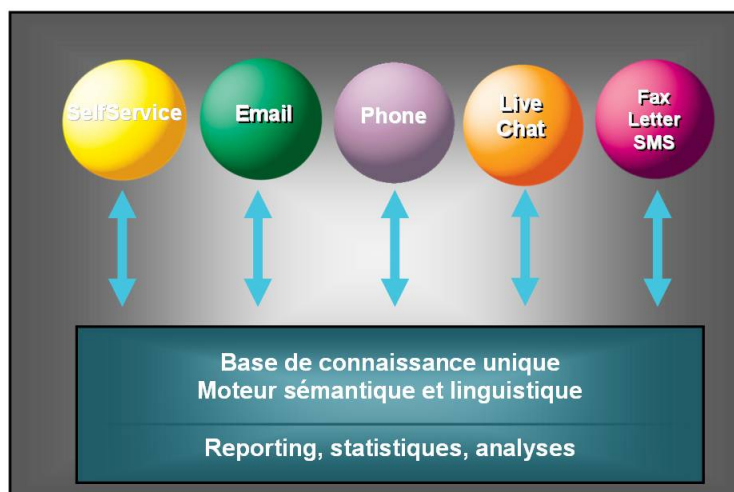 SelfService
Email
Phone
Live
Chat
Fax
Letter
SMS
Base de connaissance unique
Moteur sémantique et linguistique
Reporting, statistiques, analyses